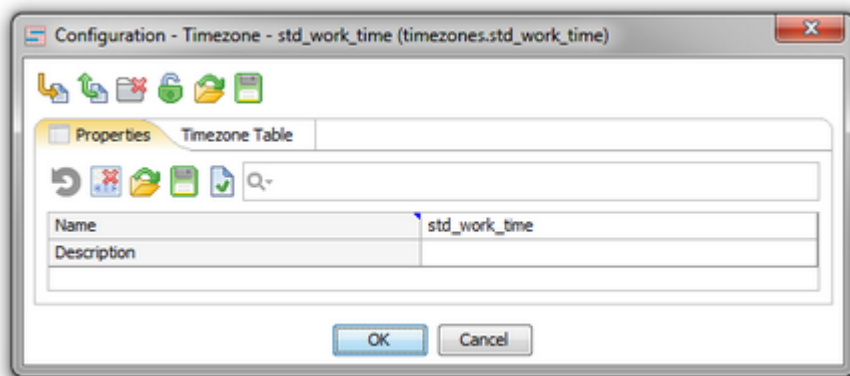 Configuration - Timezone - std_work_time (timezones.std_work_time)
Properties Timezone Table
Name std_work_time
Description
OK Cancel